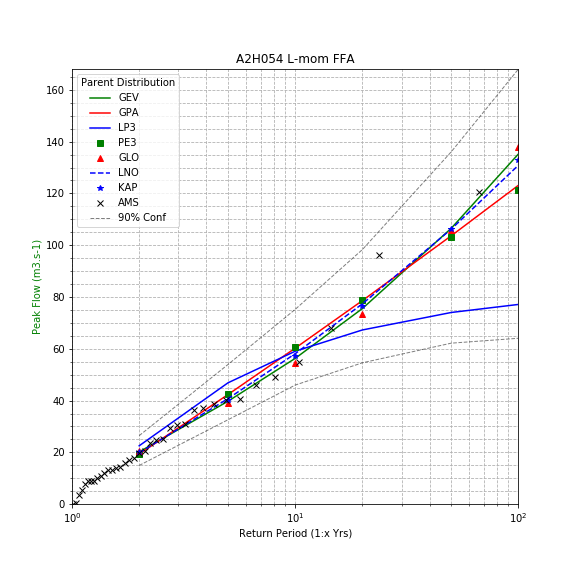 A2H054 L-mom FFA
Parent Distribution
GEV
GPA
LP3
PE3
GLO
LNO
KAP
AMS
90% Conf
Peak Flow (m3.s-1)
160
140
120
100
80
60
40
20
0
10⁰
10¹
10²
Return Period (1:x Yrs)